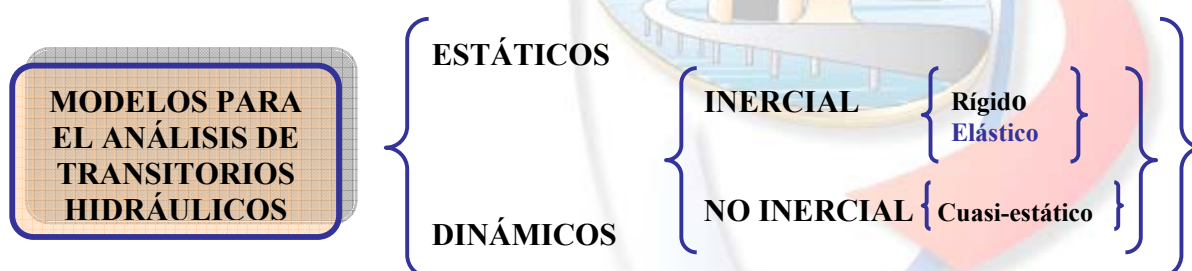 MODELOS PARA
EL ANÁLISIS DE
TRANSITORIOS
HIDRÁULICOS
ESTÁTICOS
DINÁMICOS
INERCIAL
Rígido
Elástico
NO INERCIAL
Cuasi-estático